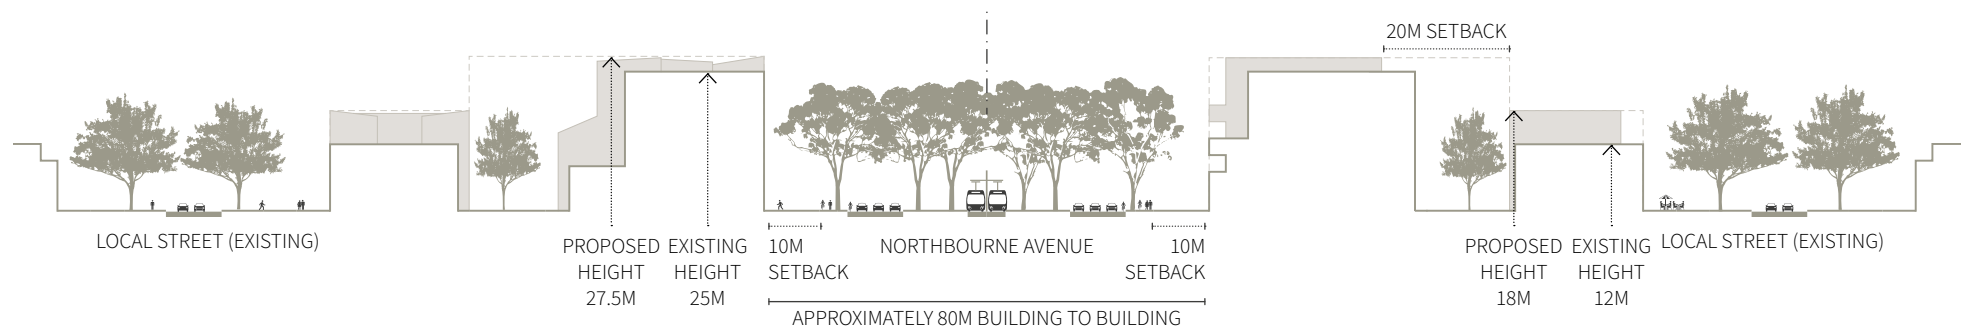 20M SETBACK
LOCAL STREET (EXISTING)
PROPOSED
HEIGHT
27.5M
EXISTING
HEIGHT
25M
10M
SETBACK
NORTHBOURNE AVENUE
10M
SETBACK
PROPOSED
HEIGHT
18M
EXISTING
HEIGHT
12M
LOCAL STREET (EXISTING)
APPROXIMATELY 80M BUILDING TO BUILDING